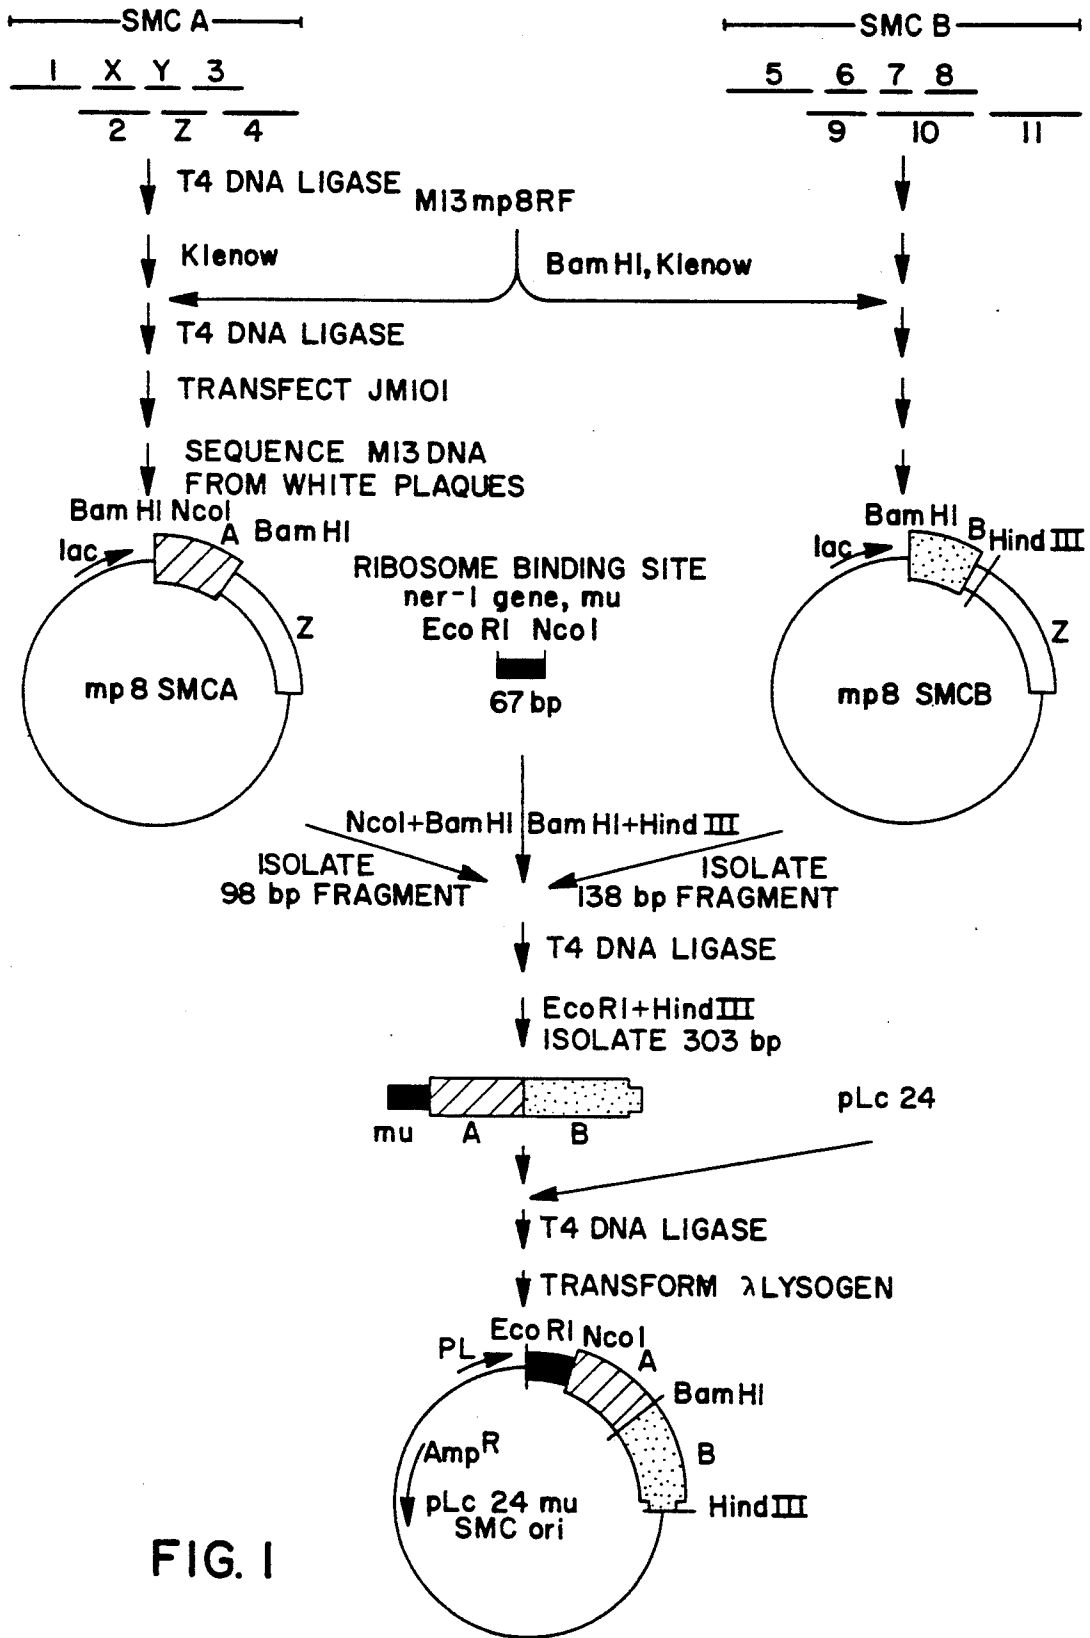 SMC A
SMC B
1 X Y 3
2 Z 4
5 6 7 8
9 10 11
T4 DNA LIGASE
M13mp8RF
Klenow
Bam HI, Klenow
T4 DNA LIGASE
TRANSFECT JM101
SEQUENCE M13 DNA
FROM WHITE PLAQUES
Bam HI NcoI
A Bam HI
lac
Z
mp 8 SMCA
RIBOSOME BINDING SITE
ner-1 gene, mu
Eco RI NcoI
67 bp
Bam HI
B Hind III
lac
Z
mp8 SMCB
NcoI+BamHI
Bam HI+Hind III
ISOLATE
98 bp FRAGMENT
ISOLATE
138 bp FRAGMENT
T4 DNA LIGASE
EcoRI+HindIII
ISOLATE 303 bp
mu A B
pLc 24
T4 DNA LIGASE
TRANSFORM λ LYSOGEN
Eco RI NcoI
PL
A
Bam HI
B
Hind III
Amp R
pLc 24 mu
SMC ori
FIG. 1